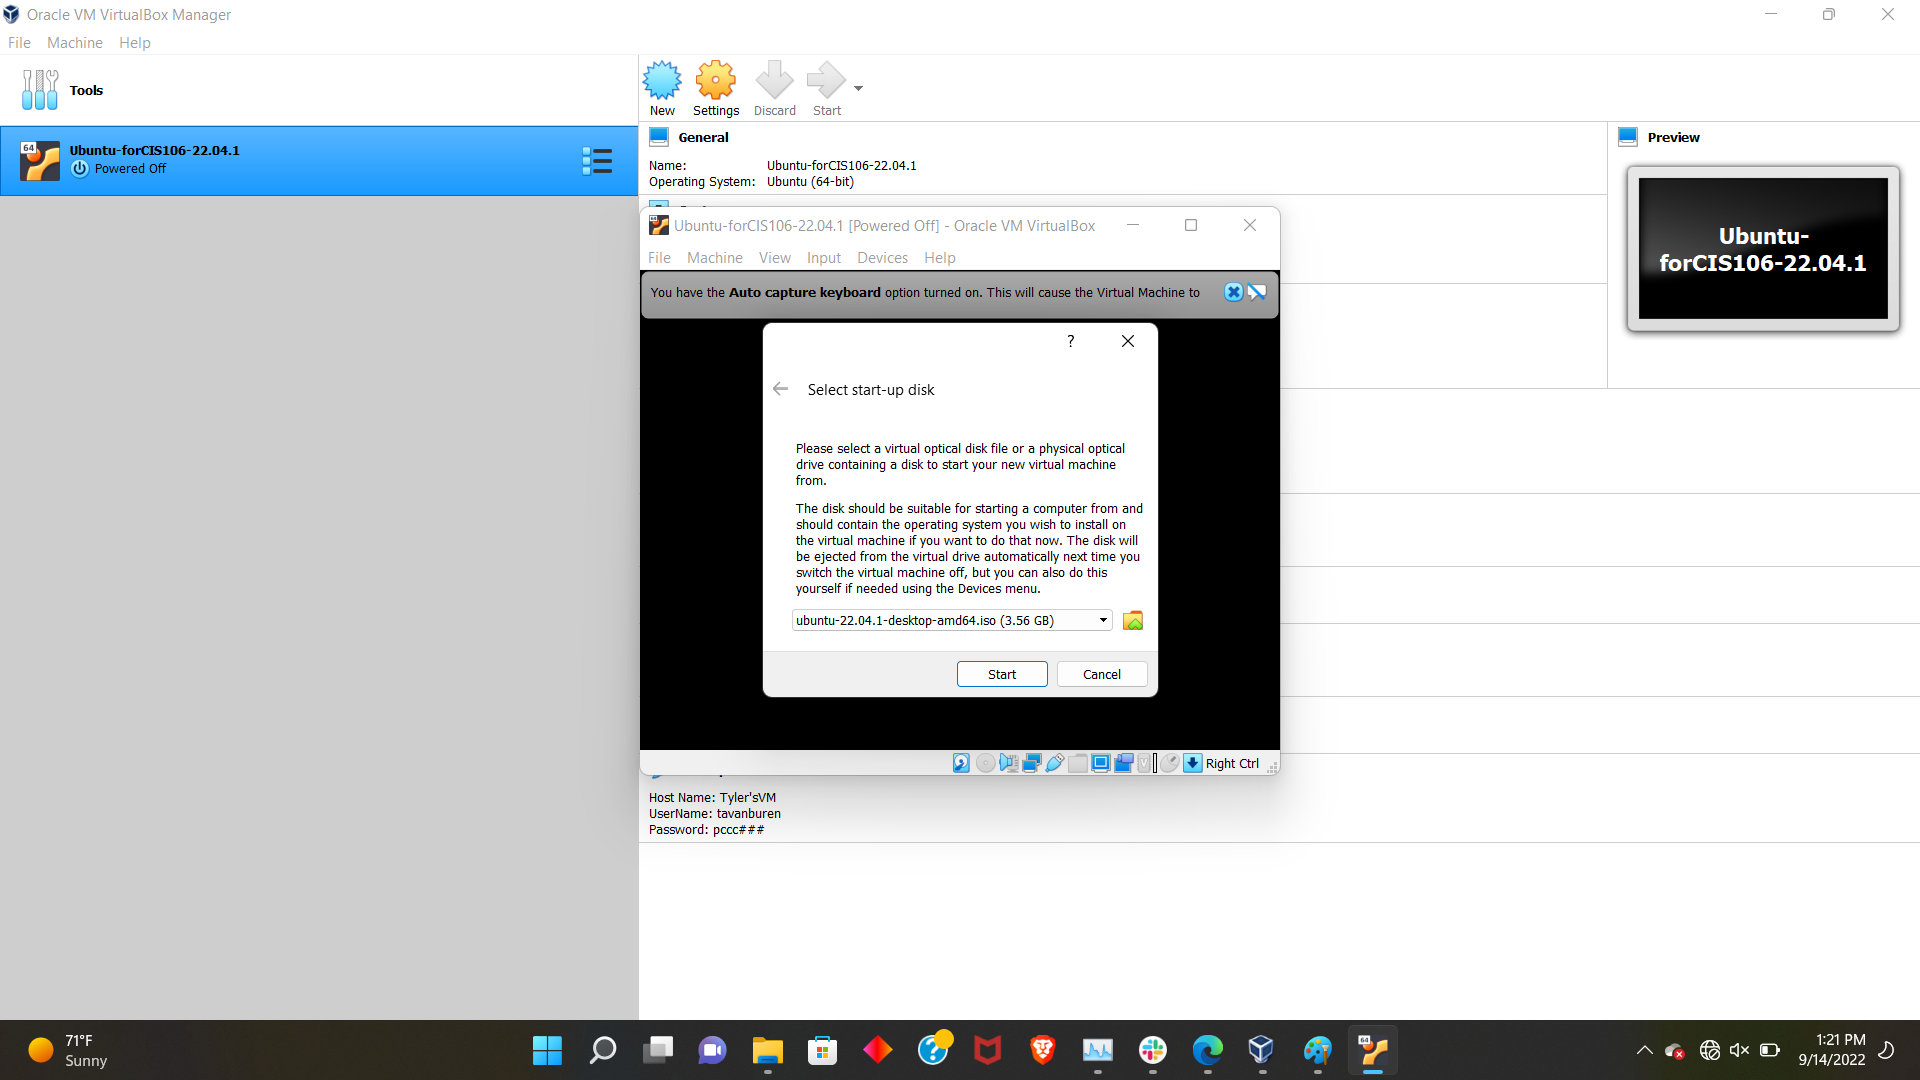 Oracle VM VirtualBox Manager
File Machine Help
Tools
64
Ubuntu-forCIS106-22.04.1
Powered Off
New Settings Discard Start
General
Name: Ubuntu-forCIS106-22.04.1
Operating System: Ubuntu (64-bit)
Preview
Ubuntu-
forCIS106-22.04.1
Ubuntu-forCIS106-22.04.1 [Powered Off] - Oracle VM VirtualBox
File Machine View Input Devices Help
You have the Auto capture keyboard option turned on. This will cause the Virtual Machine to
?
Select start-up disk
Please select a virtual optical disk file or a physical optical
drive containing a disk to start your new virtual machine
from.
The disk should be suitable for starting a computer from and
should contain the operating system you wish to install on
the virtual machine if you want to do that now. The disk will
be ejected from the virtual drive automatically next time you
switch the virtual machine off, but you can also do this
yourself if needed using the Devices menu.
ubuntu-22.04.1-desktop-amd64.iso (3.56 GB)
Start Cancel
Right Ctrl
Host Name: Tyler'sVM
UserName: tavanburen
Password: pccc###
71°F
Sunny
64
1:21 PM
9/14/2022